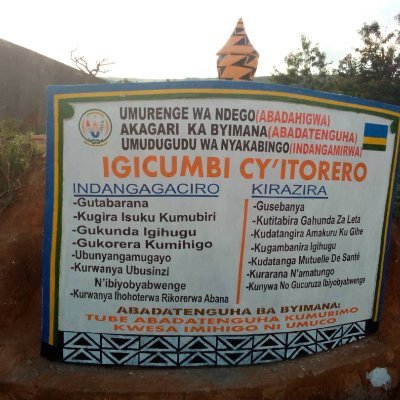 UMURENGE WA NDEGO(ABADAHIGWA)
AKAGARI KA BYIMANA(ABADATENGUHA)
UMUDUGUDU WA NYAKABINGO(INDANGAMIRWA)
IGICUMBI CY'ITORERO
INDANGAGACIRO
-Gutabarana
-Kugira Isuku Kumubiri
-Gukunda Igihugu
-Gukorera Kumihigo
-Ubunyangamugayo
-Kurwanya Ubusinzi
N'ibiyobyabwenge
-Kurwanya Ihohoterwa Rikorerwa Abana
KIRAZIRA
-Gusebanya
-Kutitabira Gahunda Za Leta
-Kudatangira Amakuru Ku Gihe
-Kugambanira Igihugu
-Kudatanga Mutuelle De Santé
-Kurarana N'amatungo
-Kunywa No Gucuruza Ibiyobyabwenge
ABADATENGUHA BA BYIMANA:
TUBE ABADATENGUHA KUMURIMO
KWESA IMIHIGO NI UMUCO